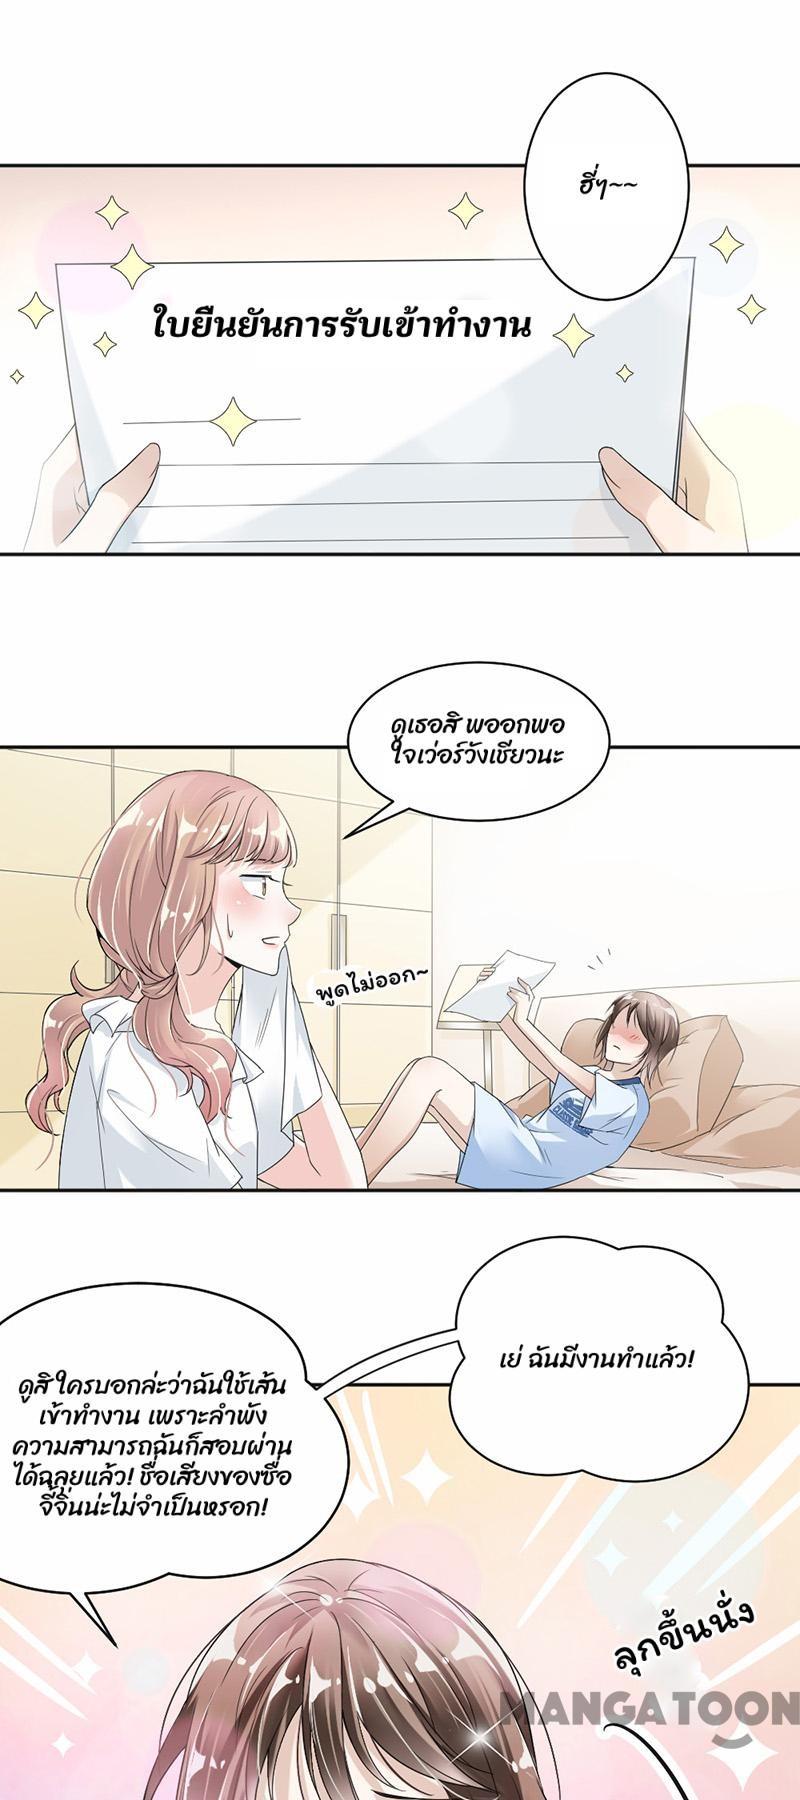 ฮี่ๆ~~
ใบยืนยันการรับเข้าทำงาน
ดูเธอสิ พออกพอ
ใจเว่อร์วังเชียวนะ
พูดไม่ออก~
เย่ ฉันมีงานทำแล้ว!
ดูสิ ใครบอกล่ะว่าฉันใช้เส้น
เข้าทำงาน เพราะลำพัง
ความสามารถฉันก็สอบผ่าน
ได้ฉลุยแล้ว! ชื่อเสียงของซื่อ
จี้จิ่นน่ะไม่จำเป็นหรอก!
ลุกขึ้นนั่ง
MANGATOON
CLASSIC